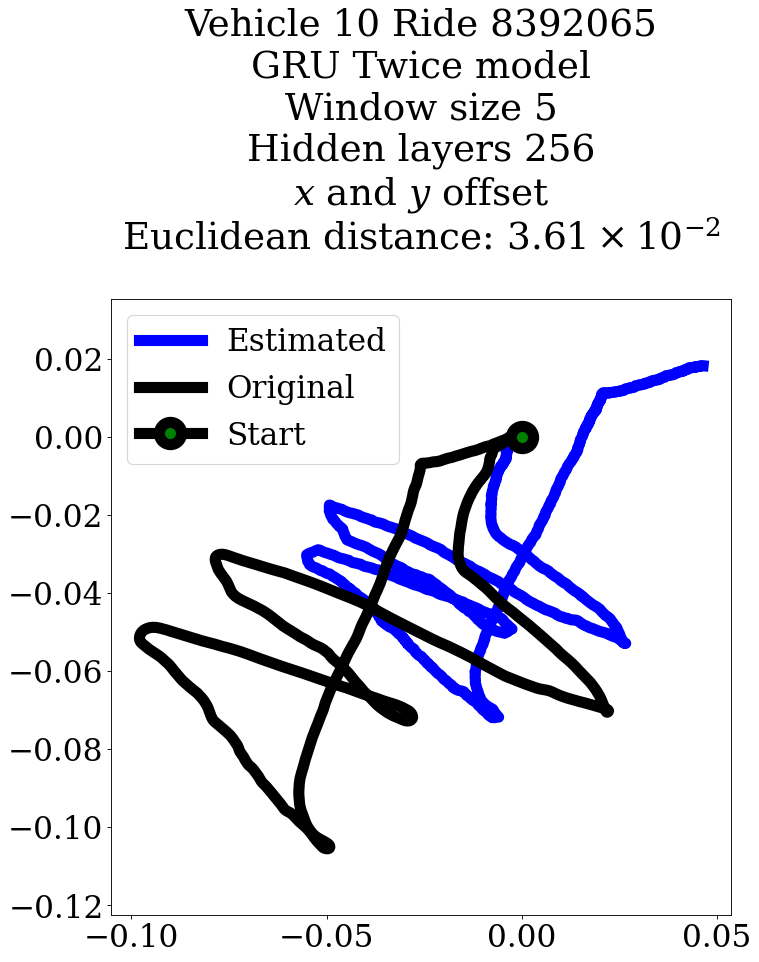 Vehicle 10 Ride 8392065
GRU Twice model
Window size 5
Hidden layers 256
x and y offset
Euclidean distance: 3.61 × 10⁻²
Estimated
Original
Start
0.02
0.00
−0.02
−0.04
−0.06
−0.08
−0.10
−0.12
−0.10 −0.05 0.00 0.05